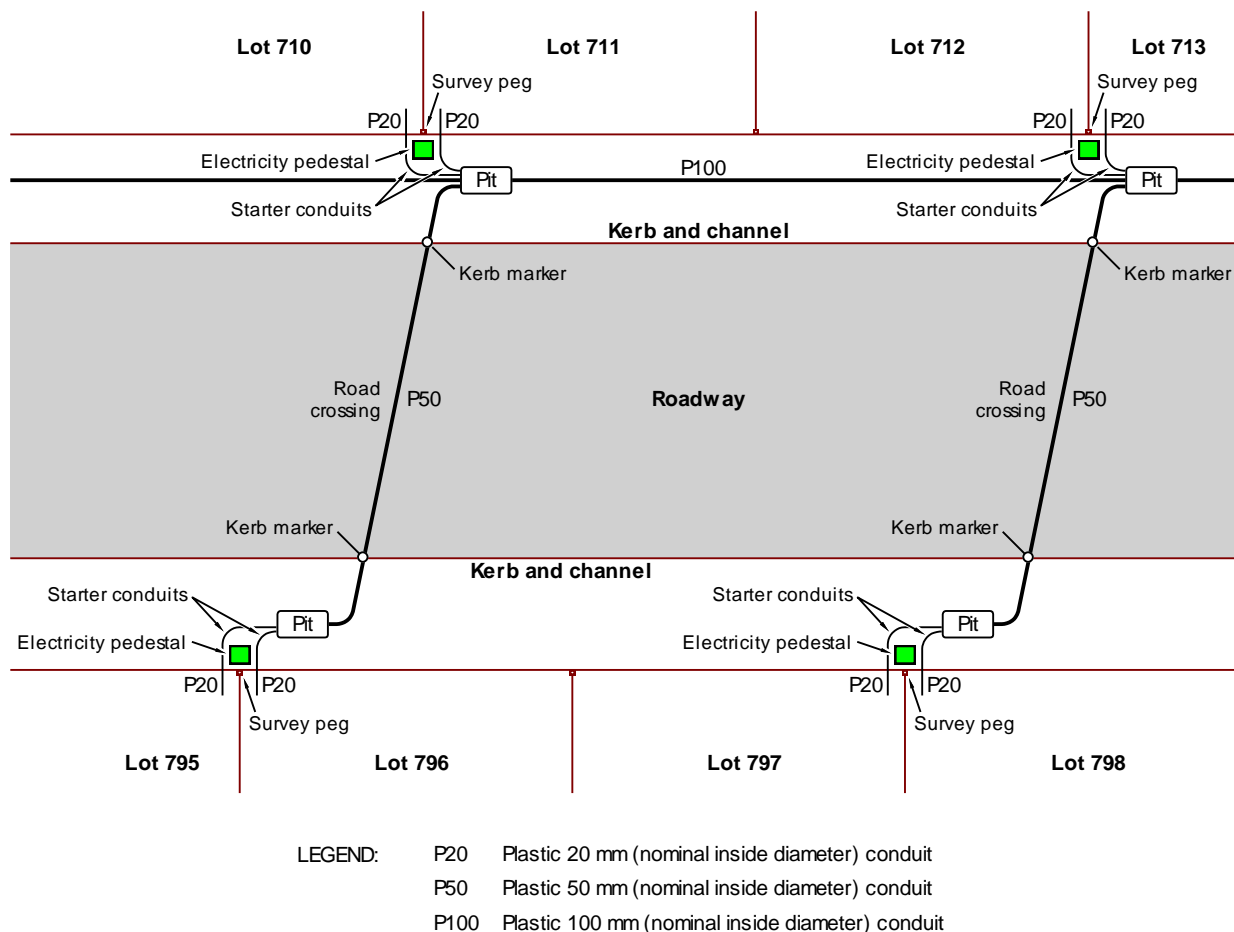 Lot 710
Lot 711
Lot 712
Lot 713
Survey peg
Survey peg
P20
P20
P20
P20
Electricity pedestal
Electricity pedestal
P100
Pit
Pit
Starter conduits
Starter conduits
Kerb and channel
Kerb marker
Kerb marker
Road
crossing
P50
Roadway
Road
crossing
P50
Kerb marker
Kerb marker
Kerb and channel
Starter conduits
Starter conduits
Pit
Pit
Electricity pedestal
Electricity pedestal
P20
P20
P20
P20
Survey peg
Survey peg
Lot 795
Lot 796
Lot 797
Lot 798
LEGEND:
P20 Plastic 20 mm (nominal inside diameter) conduit
P50 Plastic 50 mm (nominal inside diameter) conduit
P100 Plastic 100 mm (nominal inside diameter) conduit